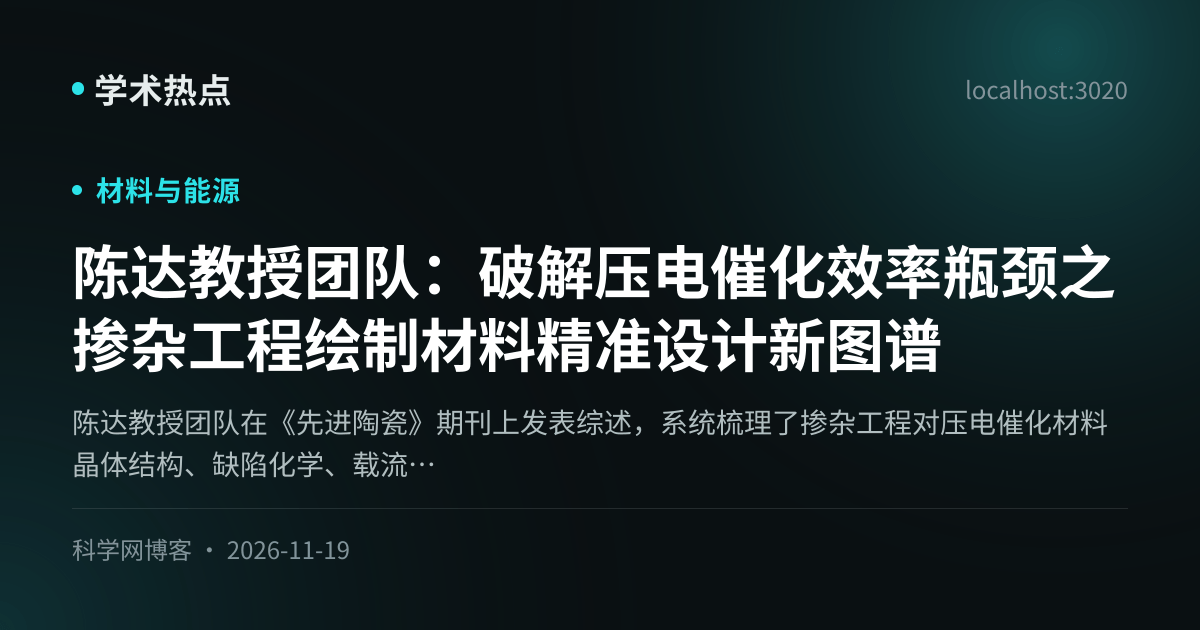 学术热点
localhost:3020
材料与能源
陈达教授团队：破解压电催化效率瓶颈之
掺杂工程绘制材料精准设计新图谱
陈达教授团队在《先进陶瓷》期刊上发表综述，系统梳理了掺杂工程对压电催化材料
晶体结构、缺陷化学、载流…
科学网博客 • 2026-11-19